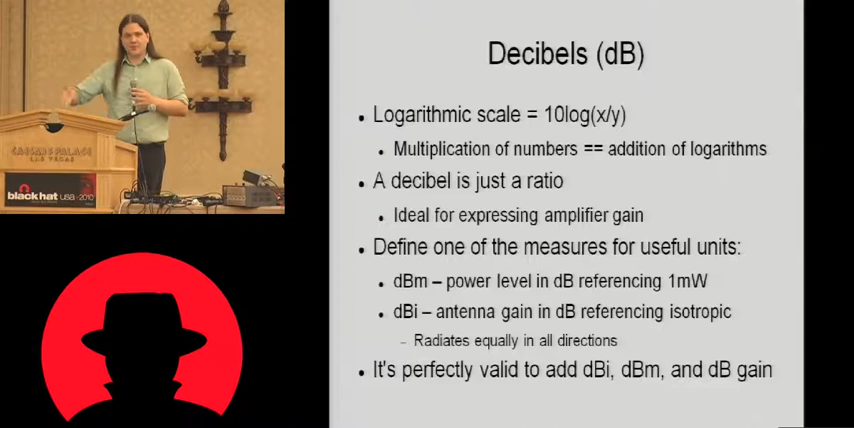 CAESARS PALACE
LAS VEGAS
black hat USA + 2010
Decibels (dB)
Logarithmic scale = 10log(x/y)
Multiplication of numbers == addition of logarithms
A decibel is just a ratio
Ideal for expressing amplifier gain
Define one of the measures for useful units:
dBm – power level in dB referencing 1mW
dBi – antenna gain in dB referencing isotropic
– Radiates equally in all directions
It's perfectly valid to add dBi, dBm, and dB gain